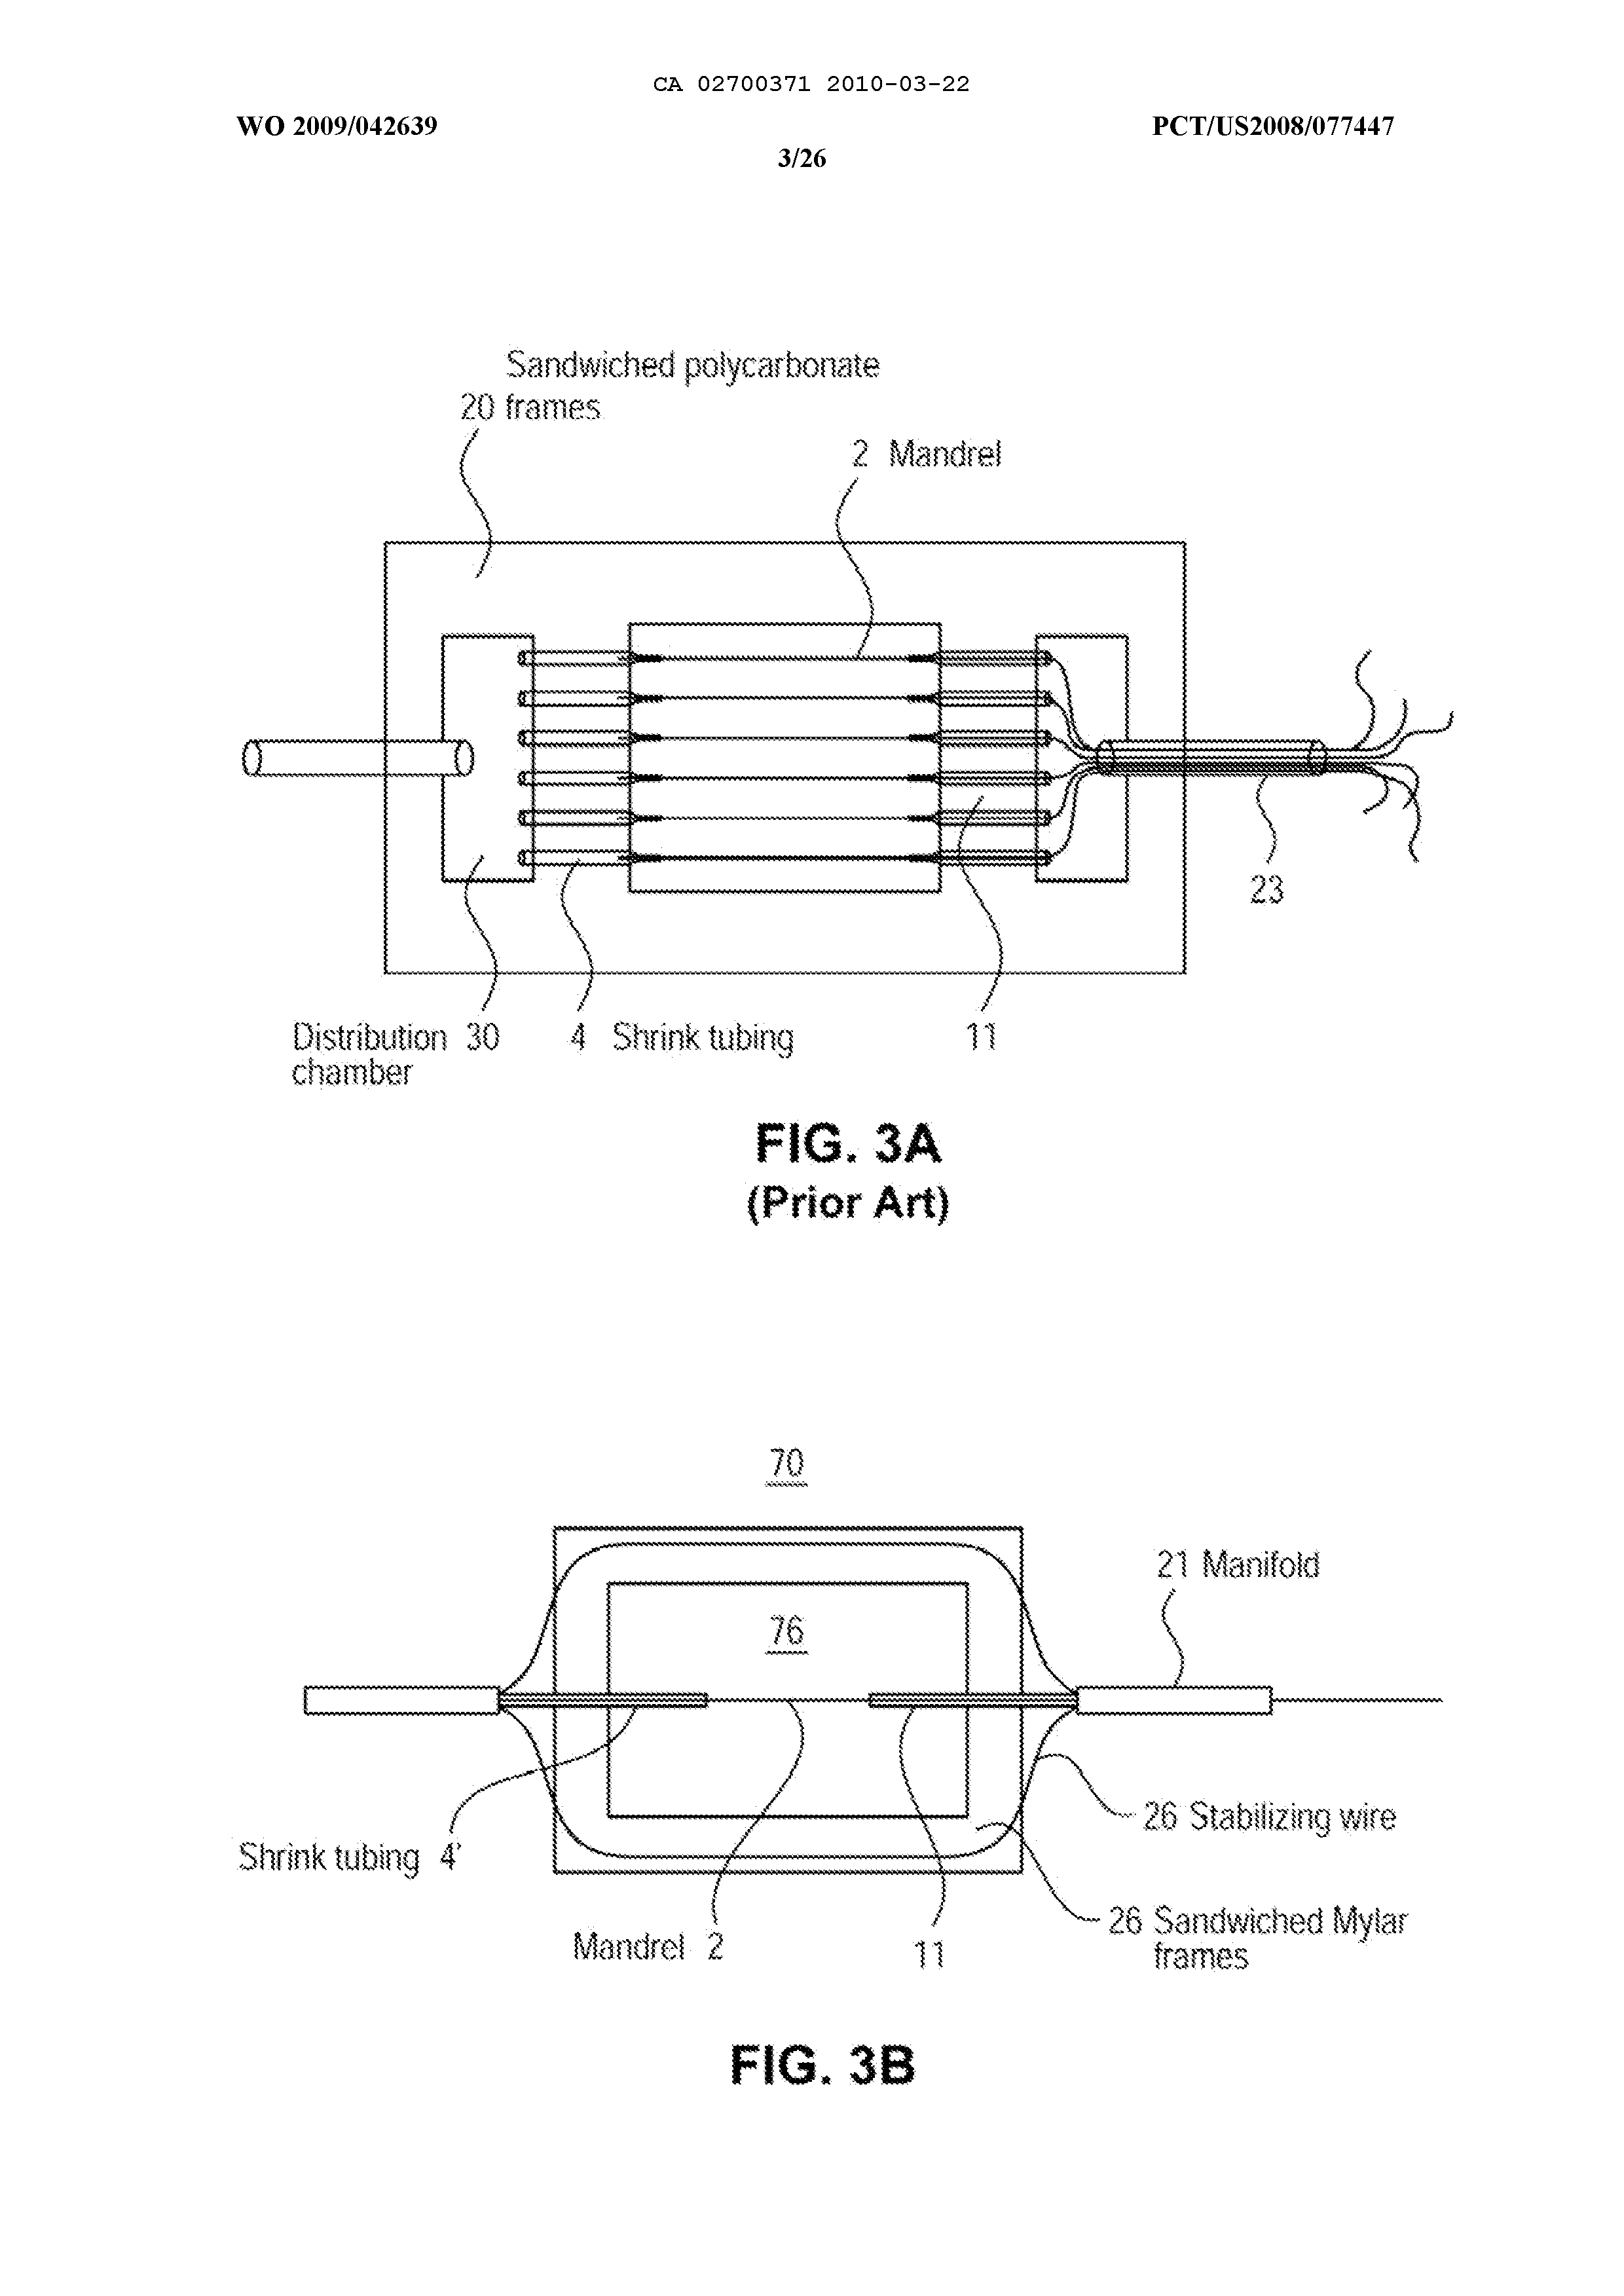 CA 02700371 2010-03-22
WO 2009/042639
PCT/US2008/077447
3/26
Sandwiched polycarbonate
20 frames
2 Mandrel
23
Distribution 30
chamber
4 Shrink tubing
11
FIG. 3A
(Prior Art)
70
21 Manifold
76
26 Stabilizing wire
Shrink tubing 4'
26 Sandwiched Mylar
frames
Mandrel 2
11
FIG. 3B